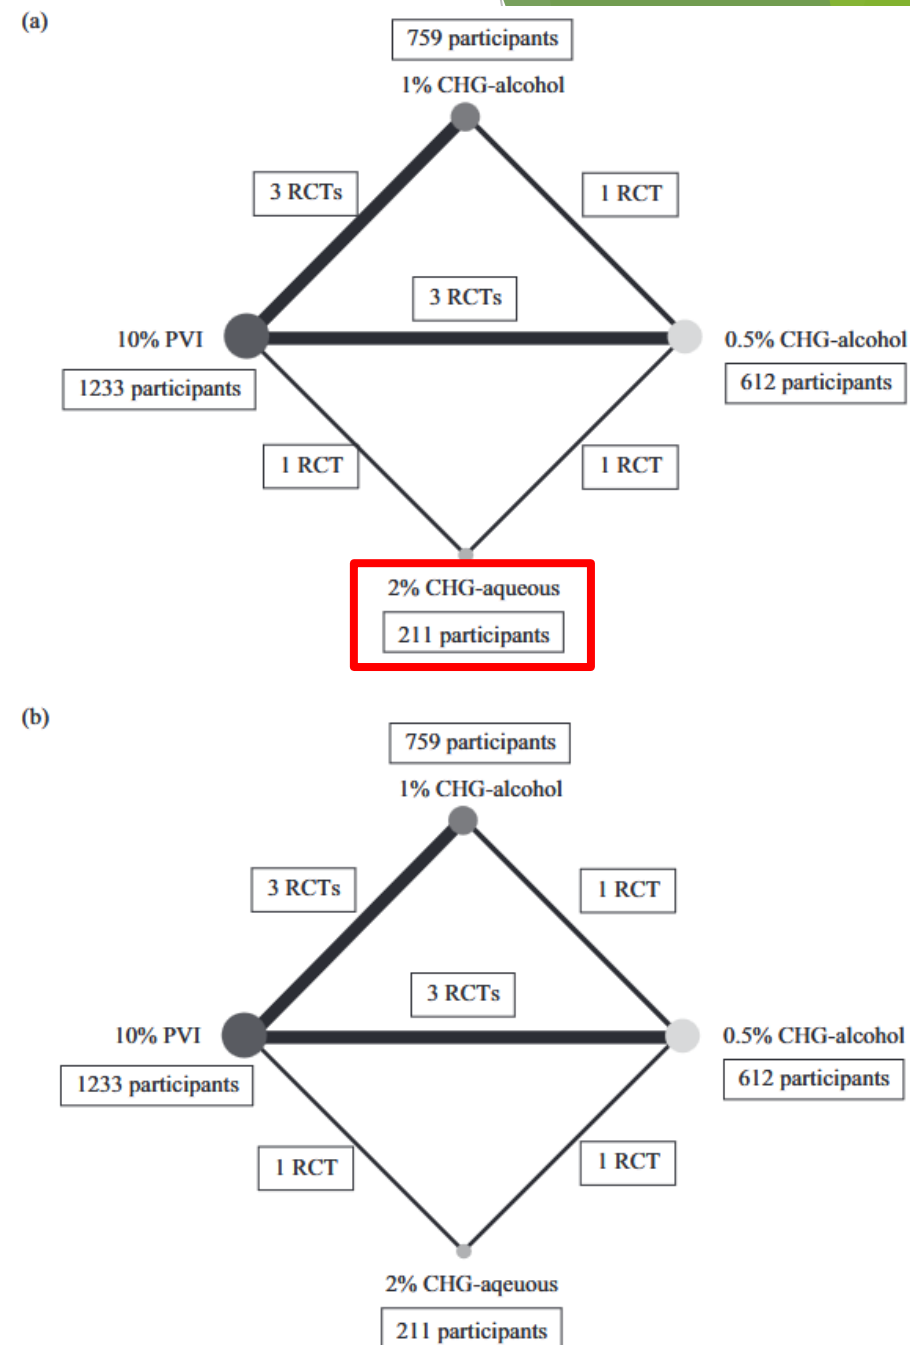 (a)
759 participants
1% CHG-alcohol
3 RCTs
1 RCT
3 RCTs
10% PVI
0.5% CHG-alcohol
1233 participants
612 participants
1 RCT
1 RCT
2% CHG-aqueous
211 participants
(b)
759 participants
1% CHG-alcohol
3 RCTs
1 RCT
3 RCTs
10% PVI
0.5% CHG-alcohol
1233 participants
612 participants
1 RCT
1 RCT
2% CHG-aqeuous
211 participants